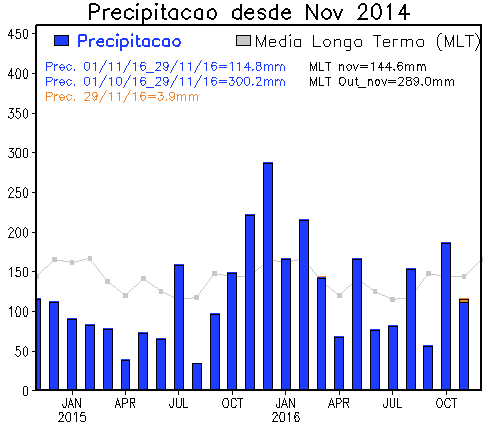 Precipitacao desde Nov 2014
Precipitacao
Media Longo Termo (MLT)
Prec. 01/11/16_29/11/16=114.8mm
MLT nov=144.6mm
Prec. 01/10/16_29/11/16=300.2mm
MLT Out_nov=289.0mm
Prec. 29/11/16=3.9mm
450
400
350
300
250
200
150
100
50
0
JAN
APR
JUL
OCT
JAN
APR
JUL
OCT
2015
2016